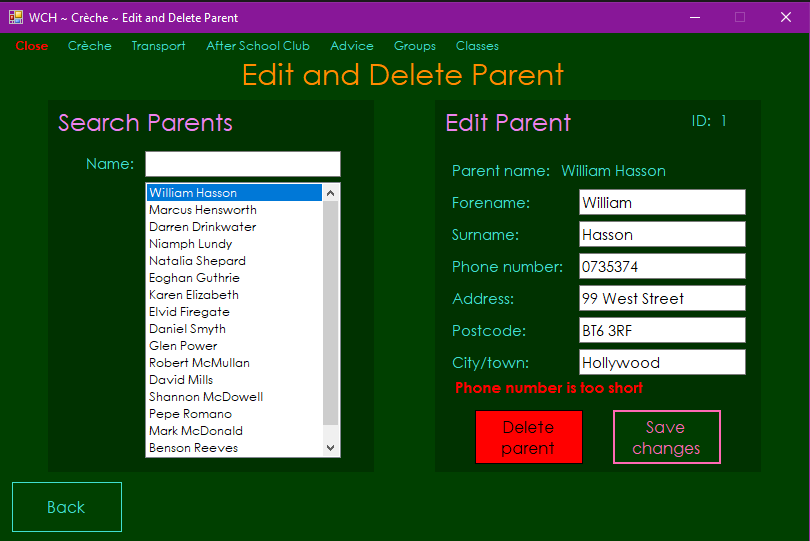 WCH ~ Crèche ~ Edit and Delete Parent
Close Crèche Transport After School Club Advice Groups Classes
Edit and Delete Parent
Search Parents
Name:
William Hasson
Marcus Hensworth
Darren Drinkwater
Niamph Lundy
Natalia Shepard
Eoghan Guthrie
Karen Elizabeth
Elvid Firegate
Daniel Smyth
Glen Power
Robert McMullan
David Mills
Shannon McDowell
Pepe Romano
Mark McDonald
Benson Reeves
Edit Parent
ID: 1
Parent name: William Hasson
Forename: William
Surname: Hasson
Phone number: 0735374
Address: 99 West Street
Postcode: BT6 3RF
City/town: Hollywood
Phone number is too short
Delete
parent
Save
changes
Back